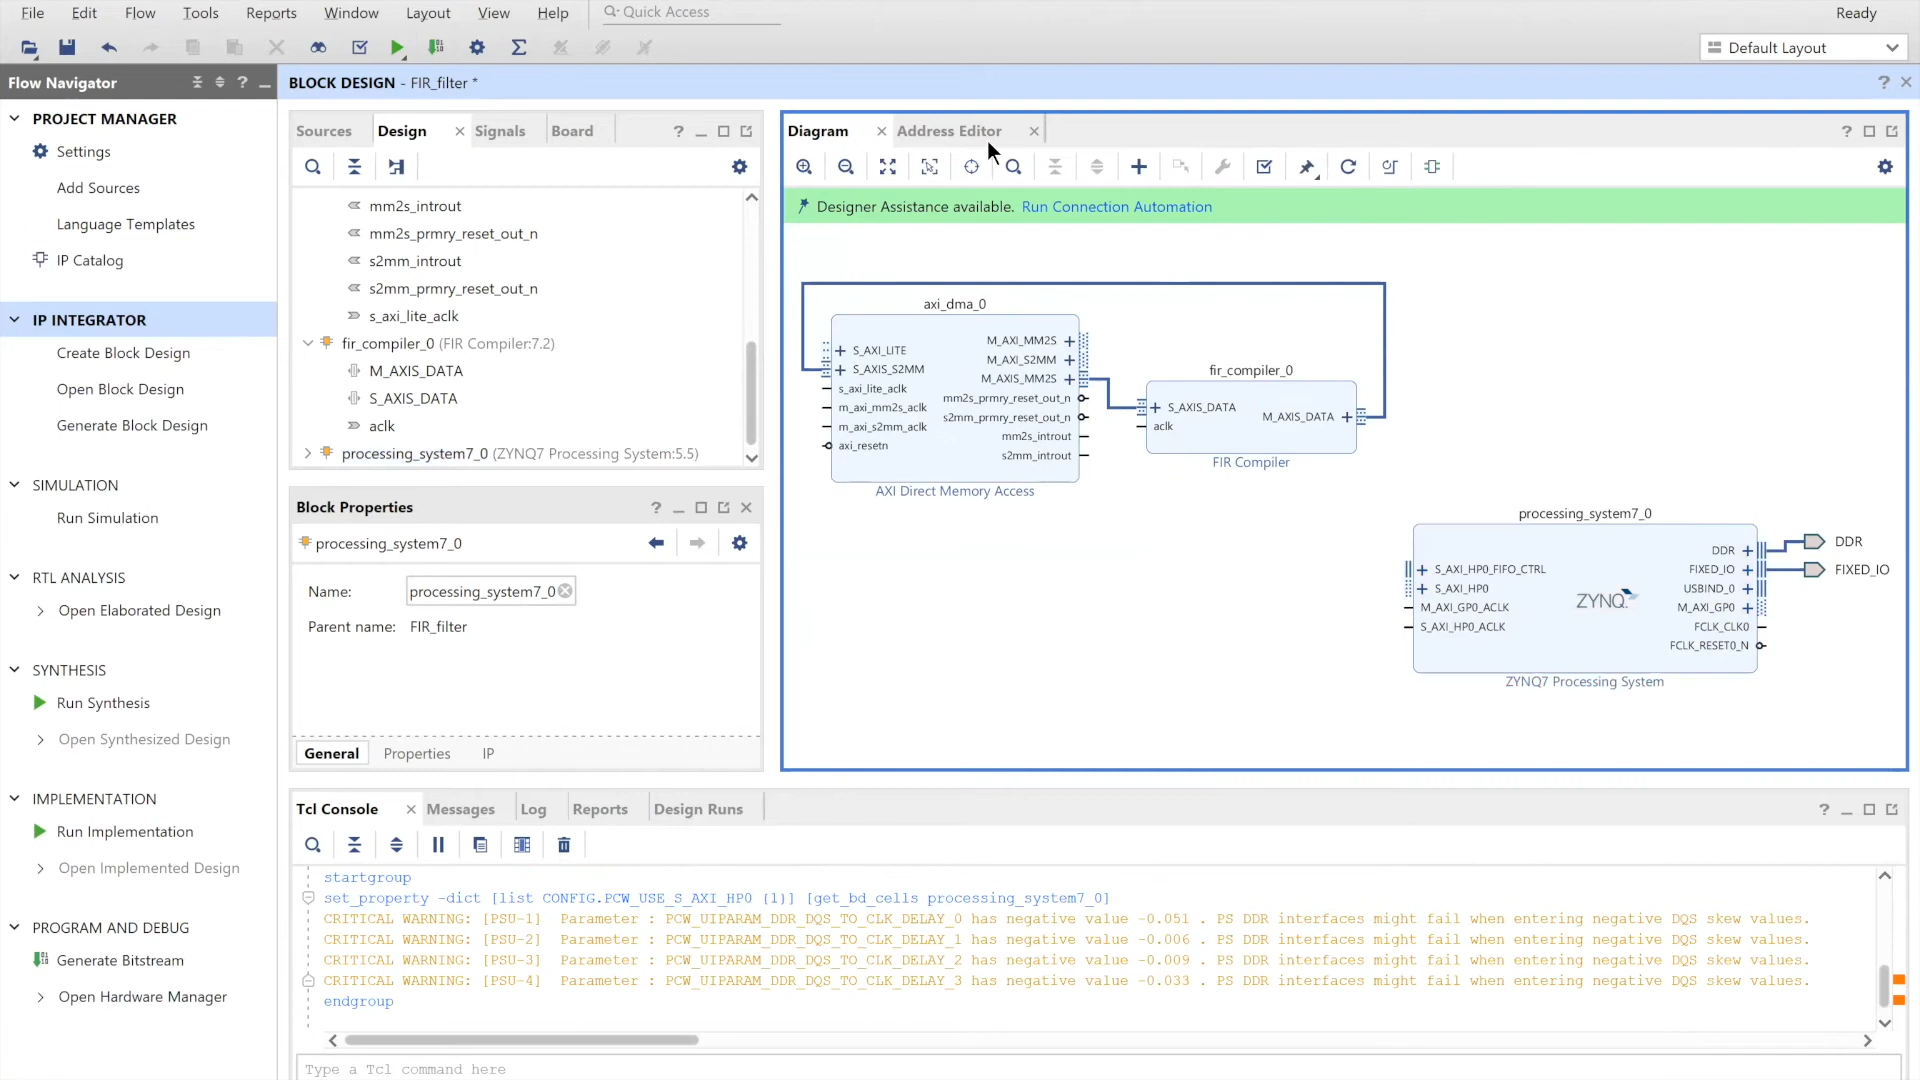 File Edit Flow Tools Reports Window Layout View Help Quick Access Ready
Default Layout
Flow Navigator
BLOCK DESIGN - FIR_filter *
PROJECT MANAGER
Settings
Add Sources
Language Templates
IP Catalog
IP INTEGRATOR
Create Block Design
Open Block Design
Generate Block Design
SIMULATION
Run Simulation
RTL ANALYSIS
Open Elaborated Design
SYNTHESIS
Run Synthesis
Open Synthesized Design
IMPLEMENTATION
Run Implementation
Open Implemented Design
PROGRAM AND DEBUG
Generate Bitstream
Open Hardware Manager
Sources Design Signals Board
mm2s_introut
mm2s_prmry_reset_out_n
s2mm_introut
s2mm_prmry_reset_out_n
s_axi_lite_aclk
fir_compiler_0 (FIR Compiler:7.2)
M_AXIS_DATA
S_AXIS_DATA
aclk
processing_system7_0 (ZYNQ7 Processing System:5.5)
Block Properties
processing_system7_0
Name: processing_system7_0
Parent name: FIR_filter
General Properties IP
Diagram Address Editor
Designer Assistance available. Run Connection Automation
axi_dma_0
S_AXI_LITE
S_AXIS_S2MM
s_axi_lite_aclk
m_axi_mm2s_aclk
m_axi_s2mm_aclk
axi_resetn
M_AXI_MM2S
M_AXI_S2MM
M_AXIS_MM2S
mm2s_prmry_reset_out_n
s2mm_prmry_reset_out_n
mm2s_introut
s2mm_introut
AXI Direct Memory Access
fir_compiler_0
S_AXIS_DATA
aclk
M_AXIS_DATA
FIR Compiler
processing_system7_0
S_AXI_HP0_FIFO_CTRL
S_AXI_HP0
M_AXI_GP0_ACLK
S_AXI_HP0_ACLK
ZYNQ
DDR
FIXED_IO
USBIND_0
M_AXI_GP0
FCLK_CLK0
FCLK_RESET0_N
DDR
FIXED_IO
ZYNQ7 Processing System
Tcl Console Messages Log Reports Design Runs
startgroup
set_property -dict [list CONFIG.PCW_USE_S_AXI_HP0 {1}] [get_bd_cells processing_system7_0]
CRITICAL WARNING: [PSU-1] Parameter : PCW_UIPARAM_DDR_DQS_TO_CLK_DELAY_0 has negative value -0.051 . PS DDR interfaces might fail when entering negative DQS skew values.
CRITICAL WARNING: [PSU-2] Parameter : PCW_UIPARAM_DDR_DQS_TO_CLK_DELAY_1 has negative value -0.006 . PS DDR interfaces might fail when entering negative DQS skew values.
CRITICAL WARNING: [PSU-3] Parameter : PCW_UIPARAM_DDR_DQS_TO_CLK_DELAY_2 has negative value -0.009 . PS DDR interfaces might fail when entering negative DQS skew values.
CRITICAL WARNING: [PSU-4] Parameter : PCW_UIPARAM_DDR_DQS_TO_CLK_DELAY_3 has negative value -0.033 . PS DDR interfaces might fail when entering negative DQS skew values.
endgroup
Type a Tcl command here